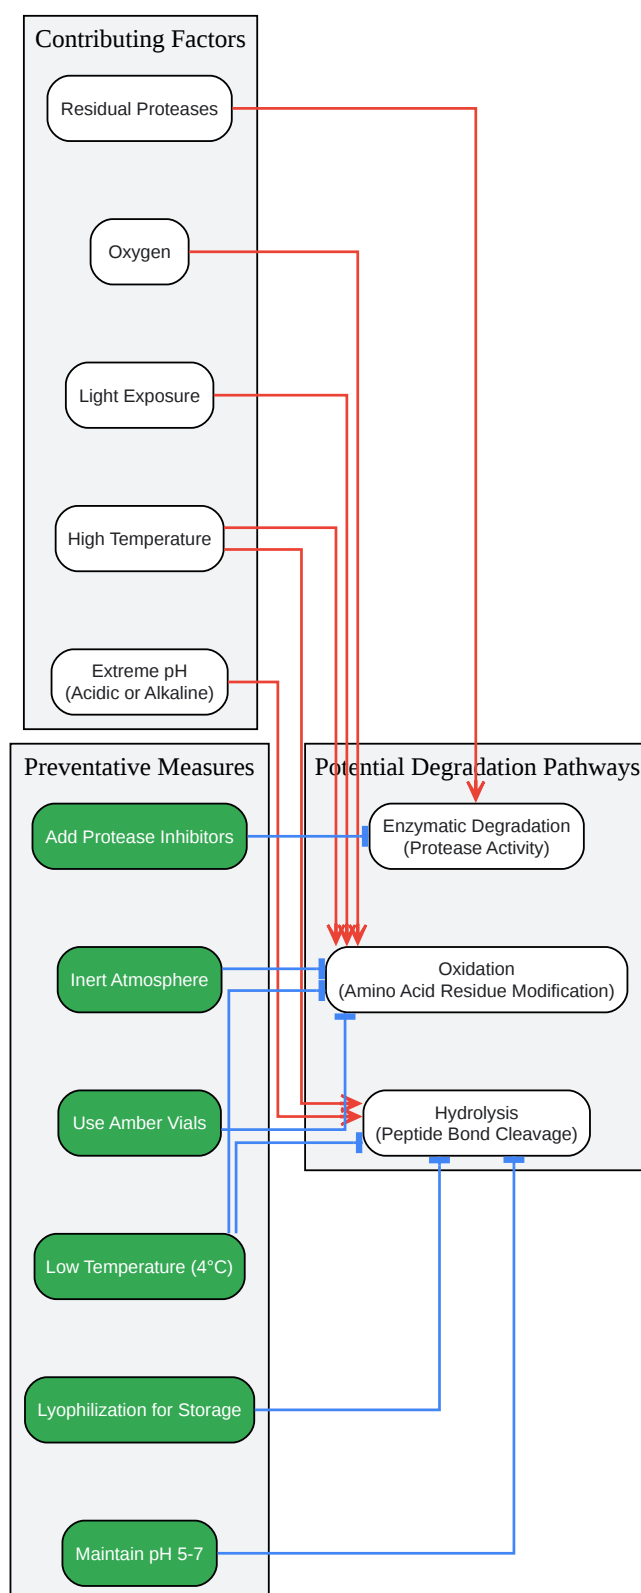 Contributing Factors
Residual Proteases
Oxygen
Light Exposure
High Temperature
Extreme pH
(Acidic or Alkaline)
Preventative Measures
Add Protease Inhibitors
Inert Atmosphere
Use Amber Vials
Low Temperature (4°C)
Lyophilization for Storage
Maintain pH 5-7
Potential Degradation Pathways
Enzymatic Degradation
(Protease Activity)
Oxidation
(Amino Acid Residue Modification)
Hydrolysis
(Peptide Bond Cleavage)